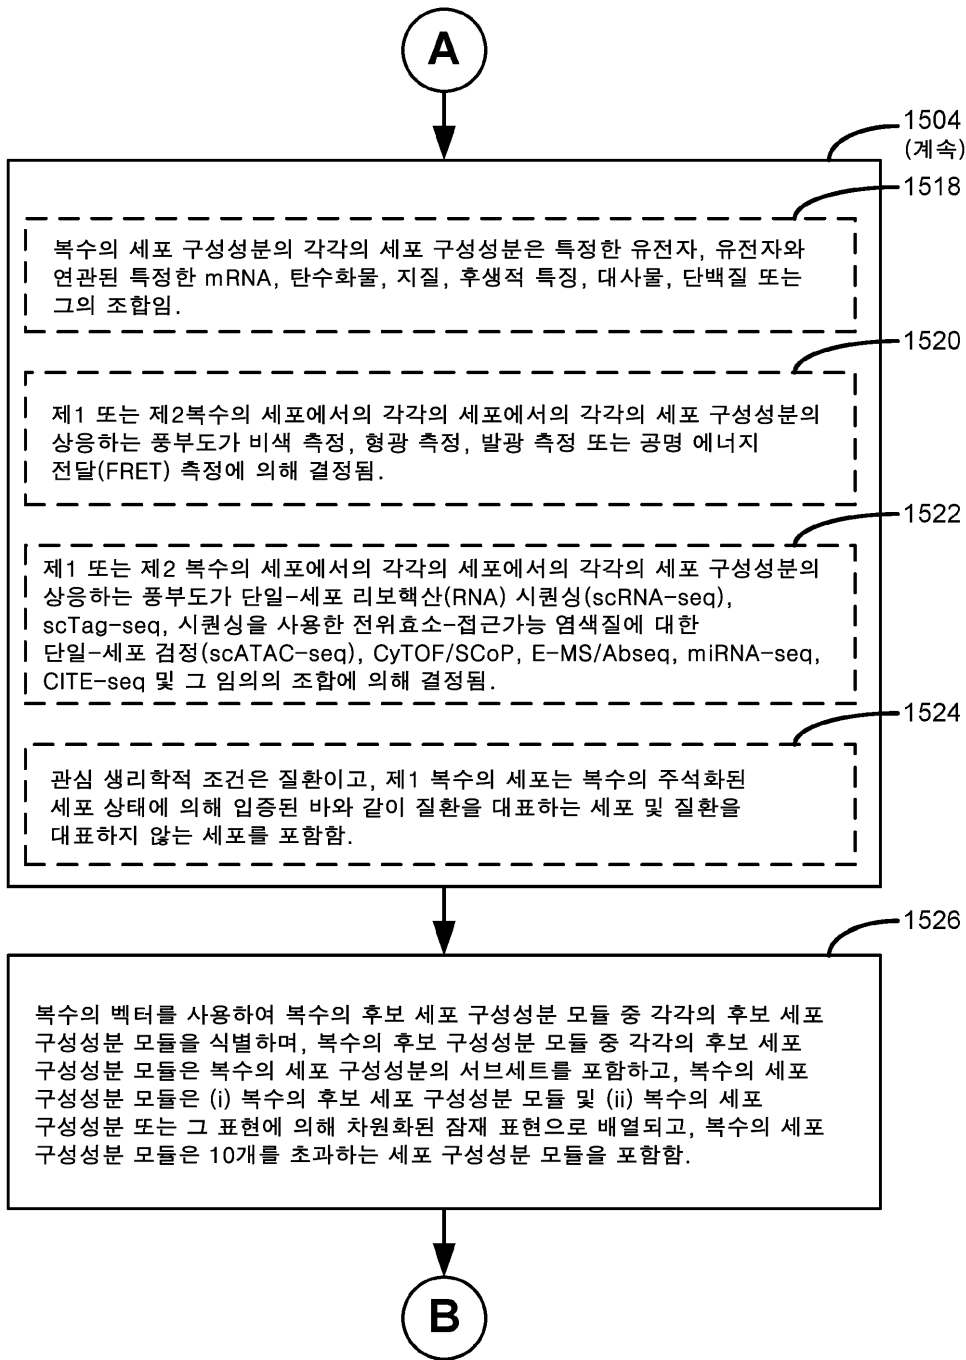 A
1504
(계속)
1518
복수의 세포 구성성분의 각각의 세포 구성성분은 특정한 유전자, 유전자와
연관된 특정한 mRNA, 탄수화물, 지질, 후생적 특징, 대사물, 단백질 또는
그의 조합임.
1520
제1 또는 제2복수의 세포에서의 각각의 세포에서의 각각의 세포 구성성분의
상응하는 풍부도가 비색 측정, 형광 측정, 발광 측정 또는 공명 에너지
전달(FRET) 측정에 의해 결정됨.
1522
제1 또는 제2 복수의 세포에서의 각각의 세포에서의 각각의 세포 구성성분의
상응하는 풍부도가 단일-세포 리보핵산(RNA) 시퀀싱(scRNA-seq),
scTag-seq, 시퀀싱을 사용한 전위효소-접근가능 염색질에 대한
단일-세포 검정(scATAC-seq), CyTOF/SCoP, E-MS/Abseq, miRNA-seq,
CITE-seq 및 그 임의의 조합에 의해 결정됨.
1524
관심 생리학적 조건은 질환이고, 제1 복수의 세포는 복수의 주석화된
세포 상태에 의해 입증된 바와 같이 질환을 대표하는 세포 및 질환을
대표하지 않는 세포를 포함함.
1526
복수의 벡터를 사용하여 복수의 후보 세포 구성성분 모듈 중 각각의 후보 세포
구성성분 모듈을 식별하며, 복수의 후보 구성성분 모듈 중 각각의 후보 세포
구성성분 모듈은 복수의 세포 구성성분의 서브세트를 포함하고, 복수의 세포
구성성분 모듈은 (i) 복수의 후보 세포 구성성분 모듈 및 (ii) 복수의 세포
구성성분 또는 그 표현에 의해 차원화된 잠재 표현으로 배열되고, 복수의 세포
구성성분 모듈은 10개를 초과하는 세포 구성성분 모듈을 포함함.
B